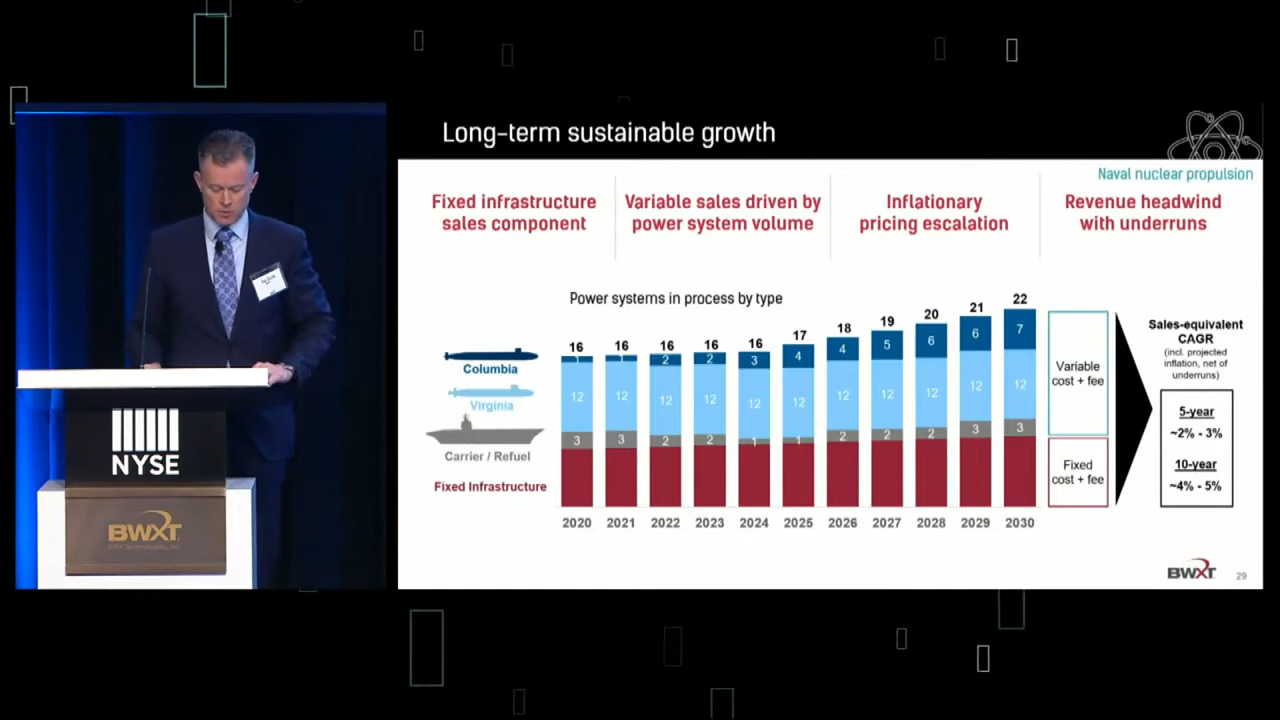 Long-term sustainable growth
Naval nuclear propulsion
Fixed infrastructure
sales component
Variable sales driven by
power system volume
Inflationary
pricing escalation
Revenue headwind
with underruns
Power systems in process by type
16 16 16 16 16 17 18 19 20 21 22
Columbia
1 1 2 2 3 4 4 5 6 6 7
Virginia
12 12 12 12 12 12 12 12 12 12 12
Carrier / Refuel
3 3 2 2 1 1 2 2 2 3 3
Fixed Infrastructure
2020 2021 2022 2023 2024 2025 2026 2027 2028 2029 2030
Variable
cost + fee
Fixed
cost + fee
Sales-equivalent
CAGR
(incl. projected
inflation, net of
underruns)
5-year
~2% - 3%
10-year
~4% - 5%
BWXT
29
NYSE
BWXT
BWX Technologies, Inc.